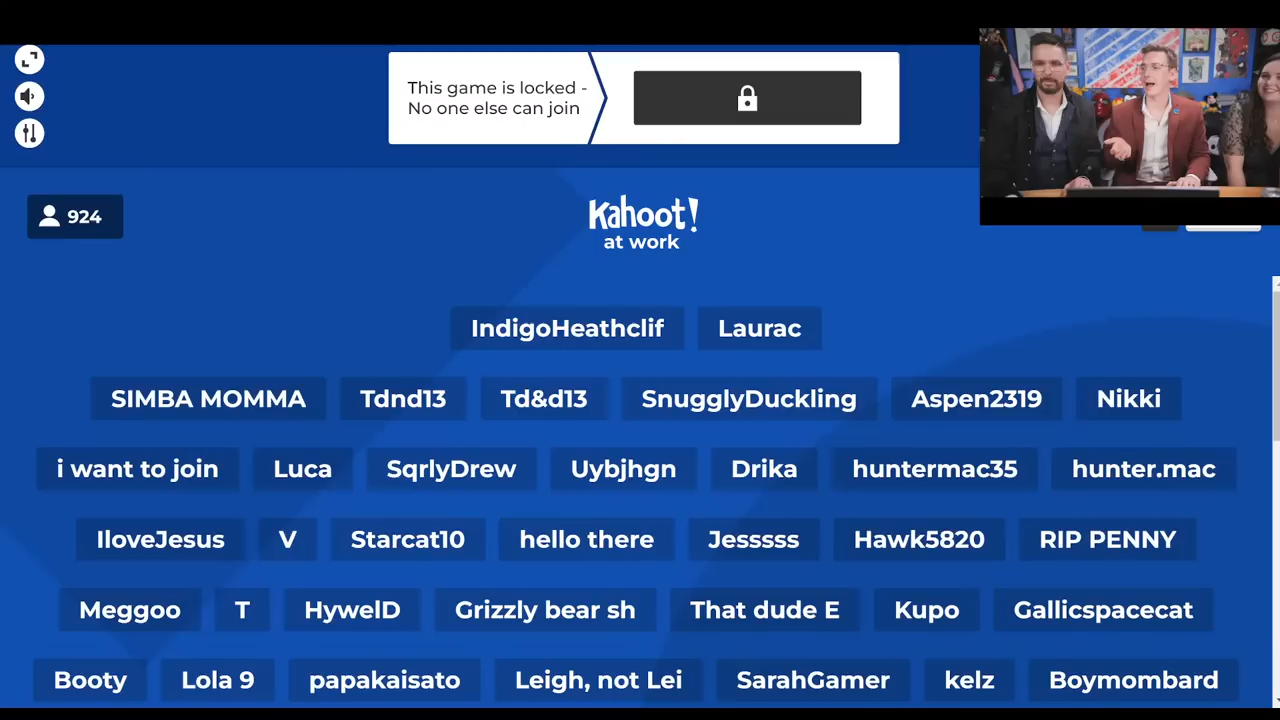 This game is locked -
No one else can join
924
Kahoot!
at work
IndigoHeathclif Laurac
SIMBA MOMMA Tdnd13 Td&d13 SnugglyDuckling Aspen2319 Nikki
i want to join Luca SqrlyDrew Uybjhgn Drika huntermac35 hunter.mac
IloveJesus V Starcat10 hello there Jesssss Hawk5820 RIP PENNY
Meggoo T HywelD Grizzly bear sh That dude E Kupo Gallicspacecat
Booty Lola 9 papakaisato Leigh, not Lei SarahGamer kelz Boymombard